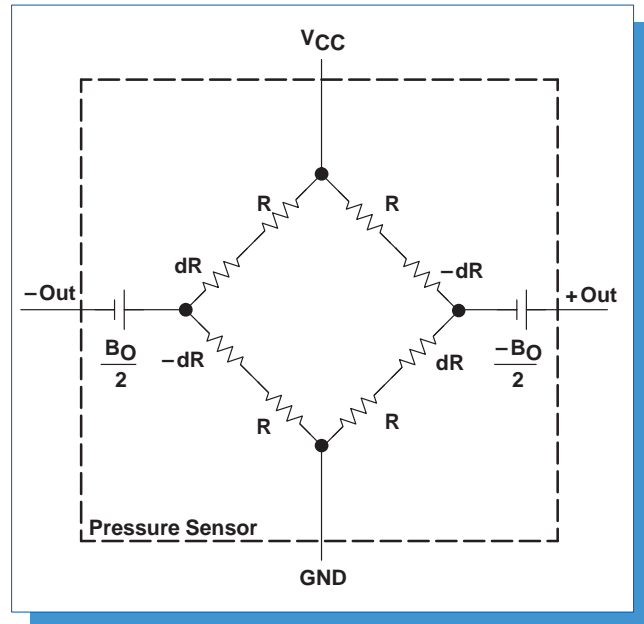 VCC
R R
dR -dR
-Out +Out
BO/2 -dR dR -BO/2
R R
Pressure Sensor
GND